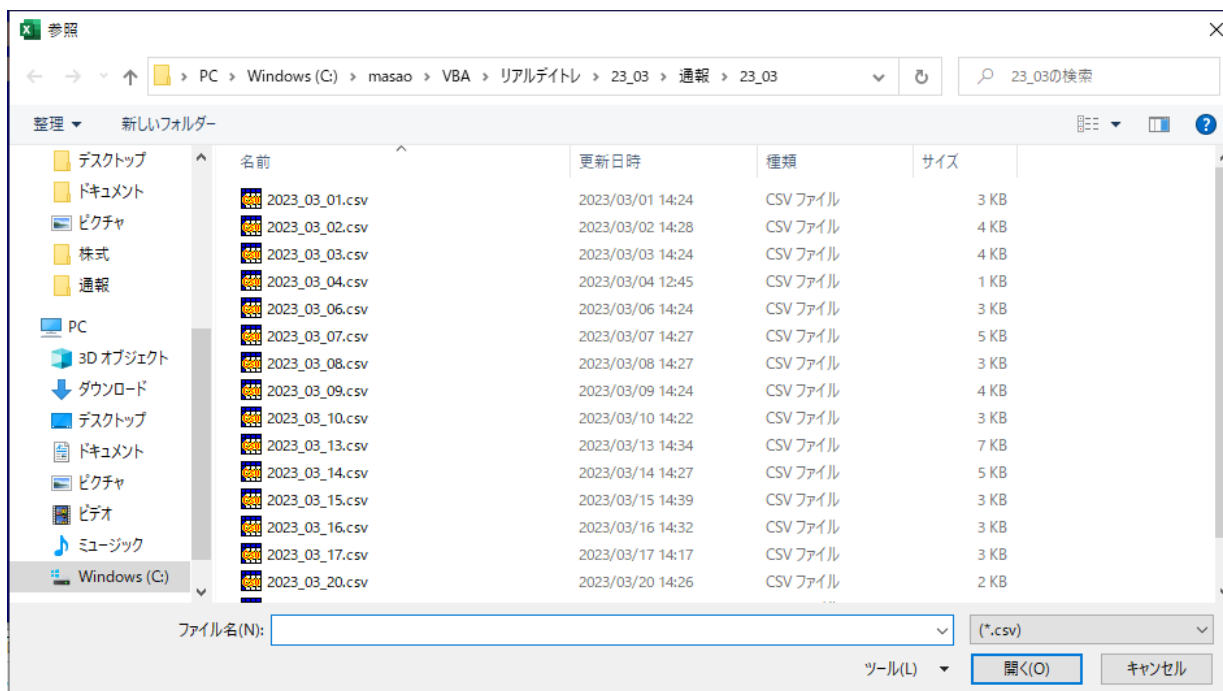 参照
PC › Windows (C:) › masao › VBA › リアルデイトレ › 23_03 › 通報 › 23_03
23_03の検索
整理
新しいフォルダー
デスクトップ
ドキュメント
ピクチャ
株式
通報
PC
3D オブジェクト
ダウンロード
デスクトップ
ドキュメント
ピクチャ
ビデオ
ミュージック
Windows (C:)
名前 更新日時 種類 サイズ
2023_03_01.csv 2023/03/01 14:24 CSV ファイル 3 KB
2023_03_02.csv 2023/03/02 14:28 CSV ファイル 4 KB
2023_03_03.csv 2023/03/03 14:24 CSV ファイル 4 KB
2023_03_04.csv 2023/03/04 12:45 CSV ファイル 1 KB
2023_03_06.csv 2023/03/06 14:24 CSV ファイル 3 KB
2023_03_07.csv 2023/03/07 14:27 CSV ファイル 5 KB
2023_03_08.csv 2023/03/08 14:27 CSV ファイル 3 KB
2023_03_09.csv 2023/03/09 14:24 CSV ファイル 4 KB
2023_03_10.csv 2023/03/10 14:22 CSV ファイル 3 KB
2023_03_13.csv 2023/03/13 14:34 CSV ファイル 7 KB
2023_03_14.csv 2023/03/14 14:27 CSV ファイル 5 KB
2023_03_15.csv 2023/03/15 14:39 CSV ファイル 3 KB
2023_03_16.csv 2023/03/16 14:32 CSV ファイル 3 KB
2023_03_17.csv 2023/03/17 14:17 CSV ファイル 3 KB
2023_03_20.csv 2023/03/20 14:26 CSV ファイル 2 KB
ファイル名(N):
(*.csv)
ツール(L)
開く(O)
キャンセル